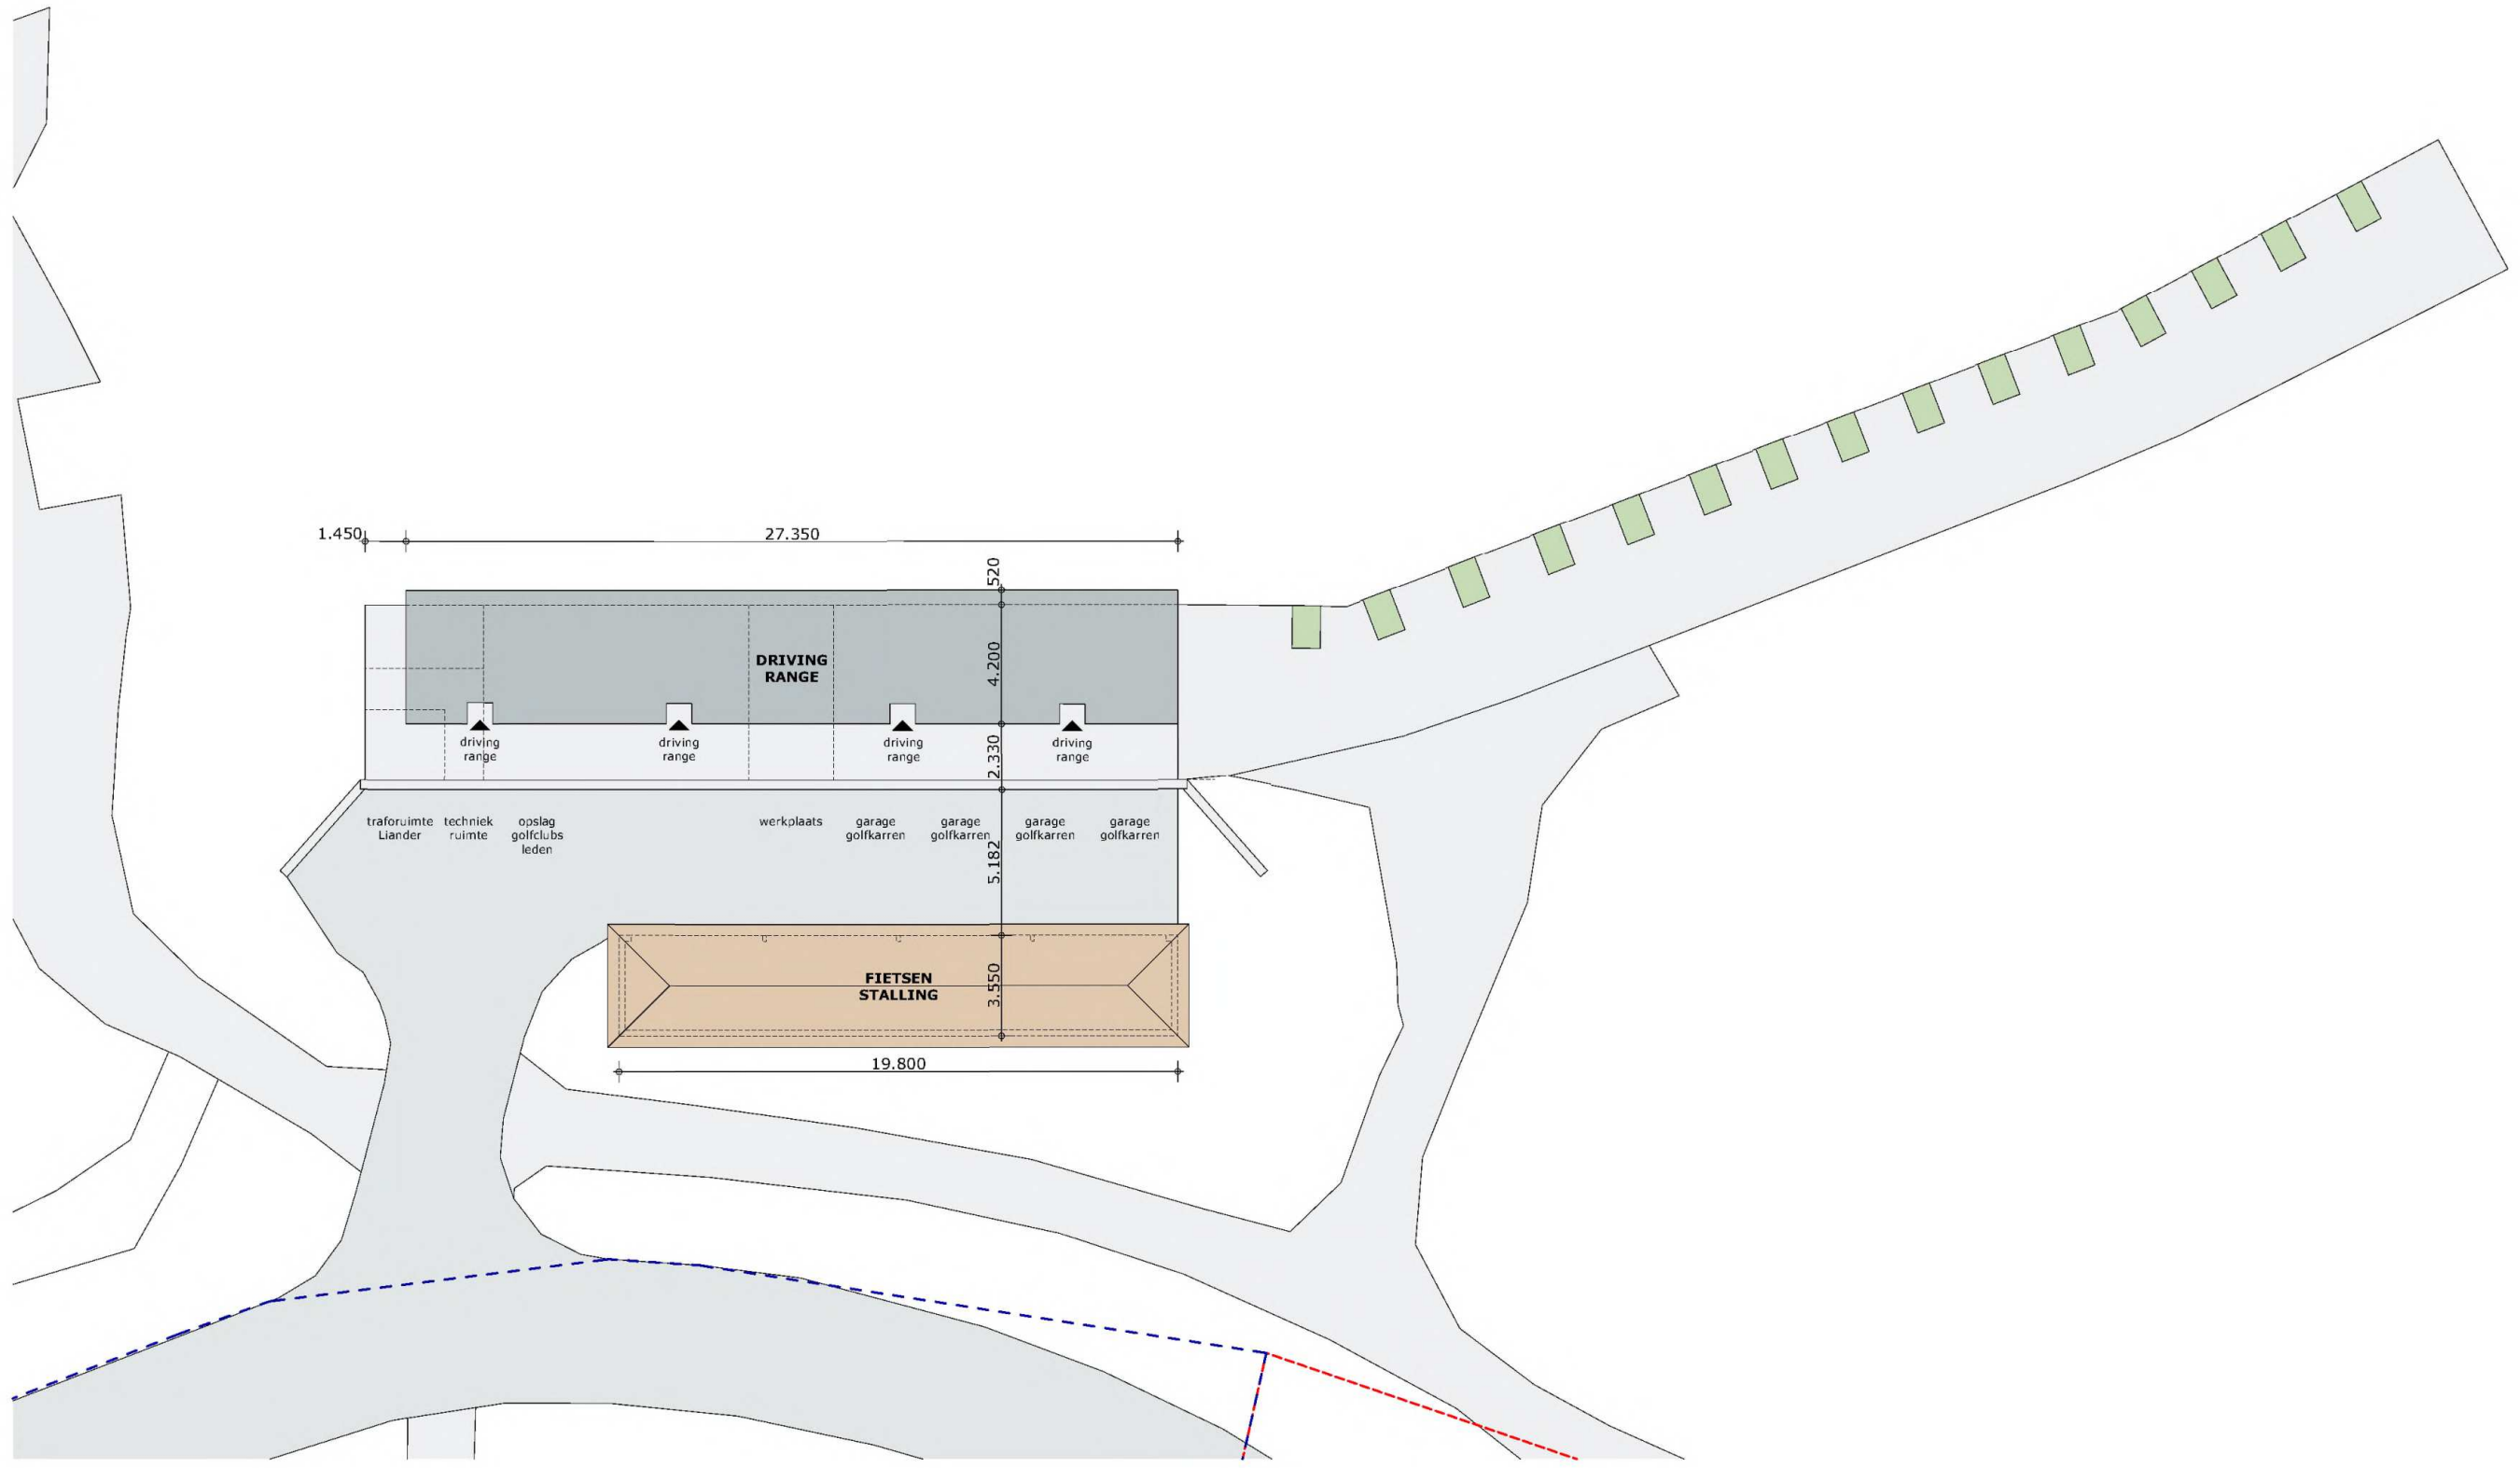 1.450
27.350
520
DRIVING
RANGE
4.200
driving
range
driving
range
driving
range
driving
range
2.330
traforuimte
Liander
techniek
ruimte
opslag
golfclubs
leden
werkplaats
garage
golfkarren
garage
golfkarren
garage
golfkarren
garage
golfkarren
5.182
FIETSEN
STALLING
3.550
19.800